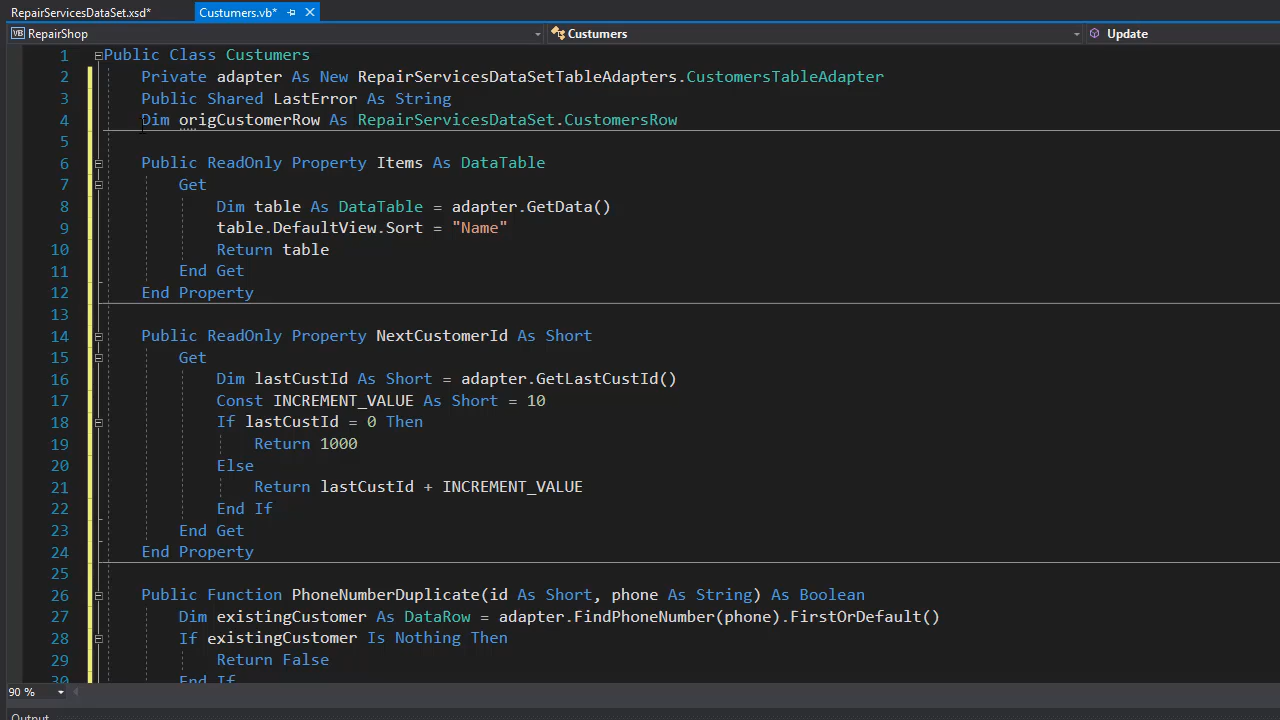 RepairServicesDataSet.xsd* Custumers.vb*
VB RepairShop Custumers Update
1 Public Class Custumers
2 Private adapter As New RepairServicesDataSetTableAdapters.CustomersTableAdapter
3 Public Shared LastError As String
4 Dim origCustomerRow As RepairServicesDataSet.CustomersRow
5
6 Public ReadOnly Property Items As DataTable
7 Get
8 Dim table As DataTable = adapter.GetData()
9 table.DefaultView.Sort = "Name"
10 Return table
11 End Get
12 End Property
13
14 Public ReadOnly Property NextCustomerId As Short
15 Get
16 Dim lastCustId As Short = adapter.GetLastCustId()
17 Const INCREMENT_VALUE As Short = 10
18 If lastCustId = 0 Then
19 Return 1000
20 Else
21 Return lastCustId + INCREMENT_VALUE
22 End If
23 End Get
24 End Property
25
26 Public Function PhoneNumberDuplicate(id As Short, phone As String) As Boolean
27 Dim existingCustomer As DataRow = adapter.FindPhoneNumber(phone).FirstOrDefault()
28 If existingCustomer Is Nothing Then
29 Return False
30 End If
90 %
Output